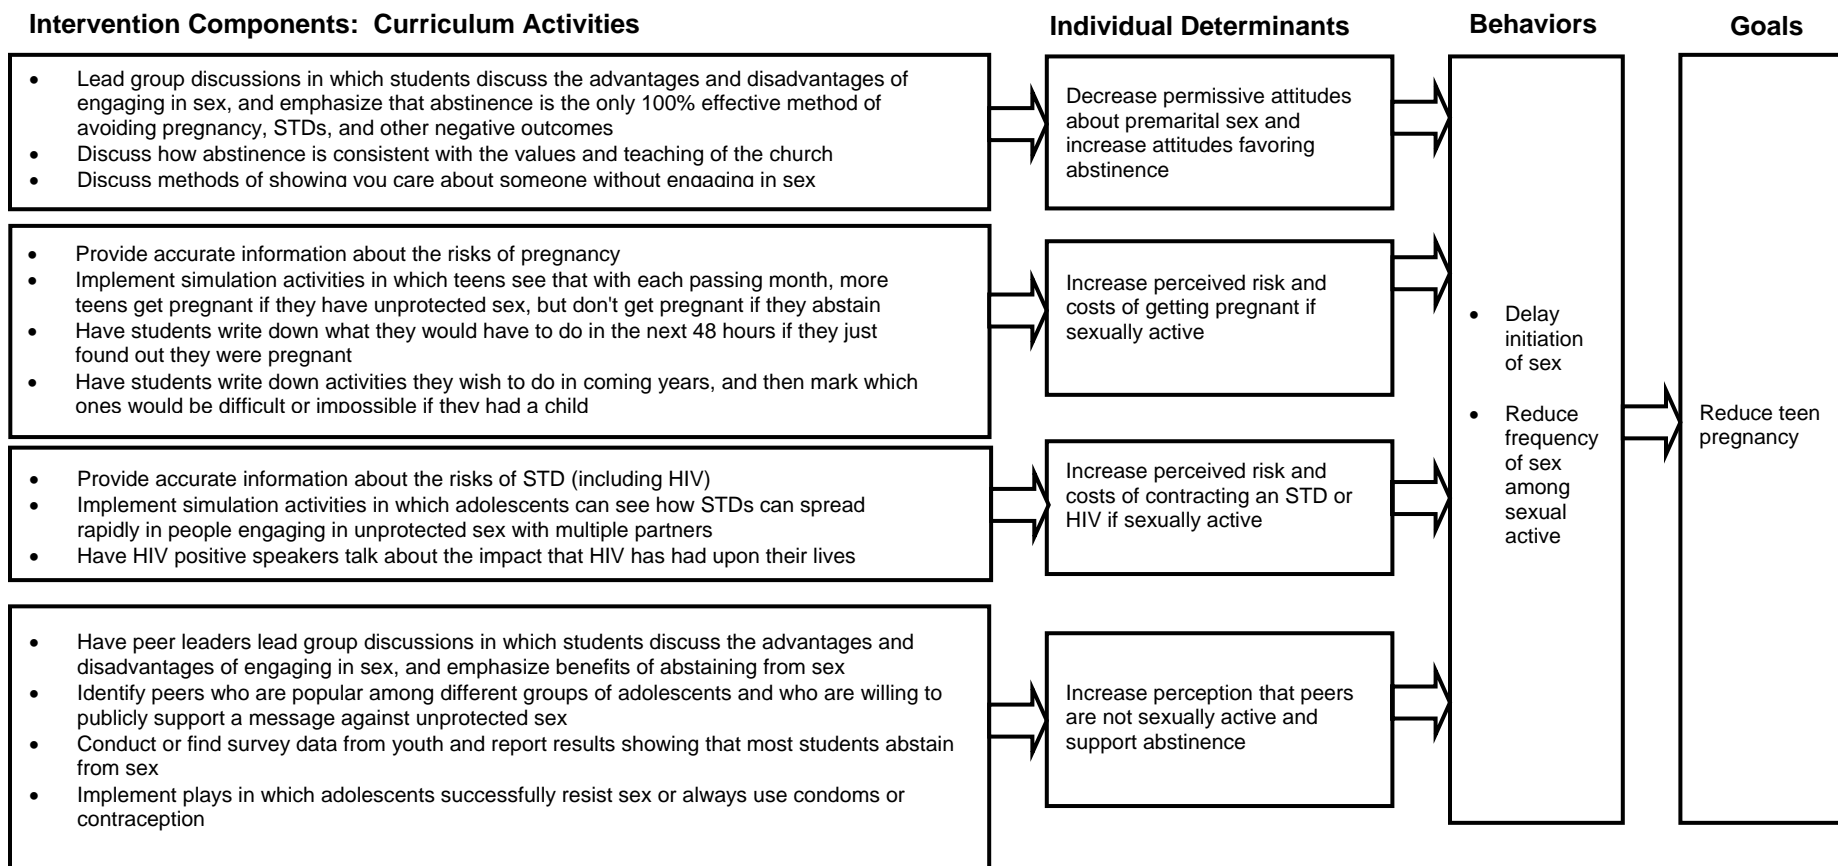 Intervention Components: Curriculum Activities
Individual Determinants
Behaviors
Goals
• Lead group discussions in which students discuss the advantages and disadvantages of
engaging in sex, and emphasize that abstinence is the only 100% effective method of
avoiding pregnancy, STDs, and other negative outcomes
• Discuss how abstinence is consistent with the values and teaching of the church
• Discuss methods of showing you care about someone without engaging in sex
Decrease permissive attitudes
about premarital sex and
increase attitudes favoring
abstinence
• Provide accurate information about the risks of pregnancy
• Implement simulation activities in which teens see that with each passing month, more
teens get pregnant if they have unprotected sex, but don't get pregnant if they abstain
• Have students write down what they would have to do in the next 48 hours if they just
found out they were pregnant
• Have students write down activities they wish to do in coming years, and then mark which
ones would be difficult or impossible if they had a child
Increase perceived risk and
costs of getting pregnant if
sexually active
• Provide accurate information about the risks of STD (including HIV)
• Implement simulation activities in which adolescents can see how STDs can spread
rapidly in people engaging in unprotected sex with multiple partners
• Have HIV positive speakers talk about the impact that HIV has had upon their lives
Increase perceived risk and
costs of contracting an STD or
HIV if sexually active
• Have peer leaders lead group discussions in which students discuss the advantages and
disadvantages of engaging in sex, and emphasize benefits of abstaining from sex
• Identify peers who are popular among different groups of adolescents and who are willing to
publicly support a message against unprotected sex
• Conduct or find survey data from youth and report results showing that most students abstain
from sex
• Implement plays in which adolescents successfully resist sex or always use condoms or
contraception
Increase perception that peers
are not sexually active and
support abstinence
• Delay
initiation
of sex
• Reduce
frequency
of sex
among
sexual
active
Reduce teen
pregnancy